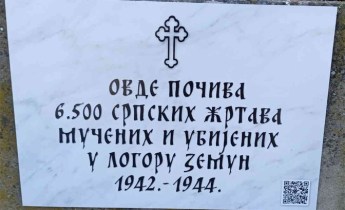 ОВДЕ ПОЧИВА
6.500 СРПСКИХ ЖРТАВА
МУЧЕНИХ И УБИЈЕНИХ
У ЛОГОРУ ЗЕМУН
1942.-1944.